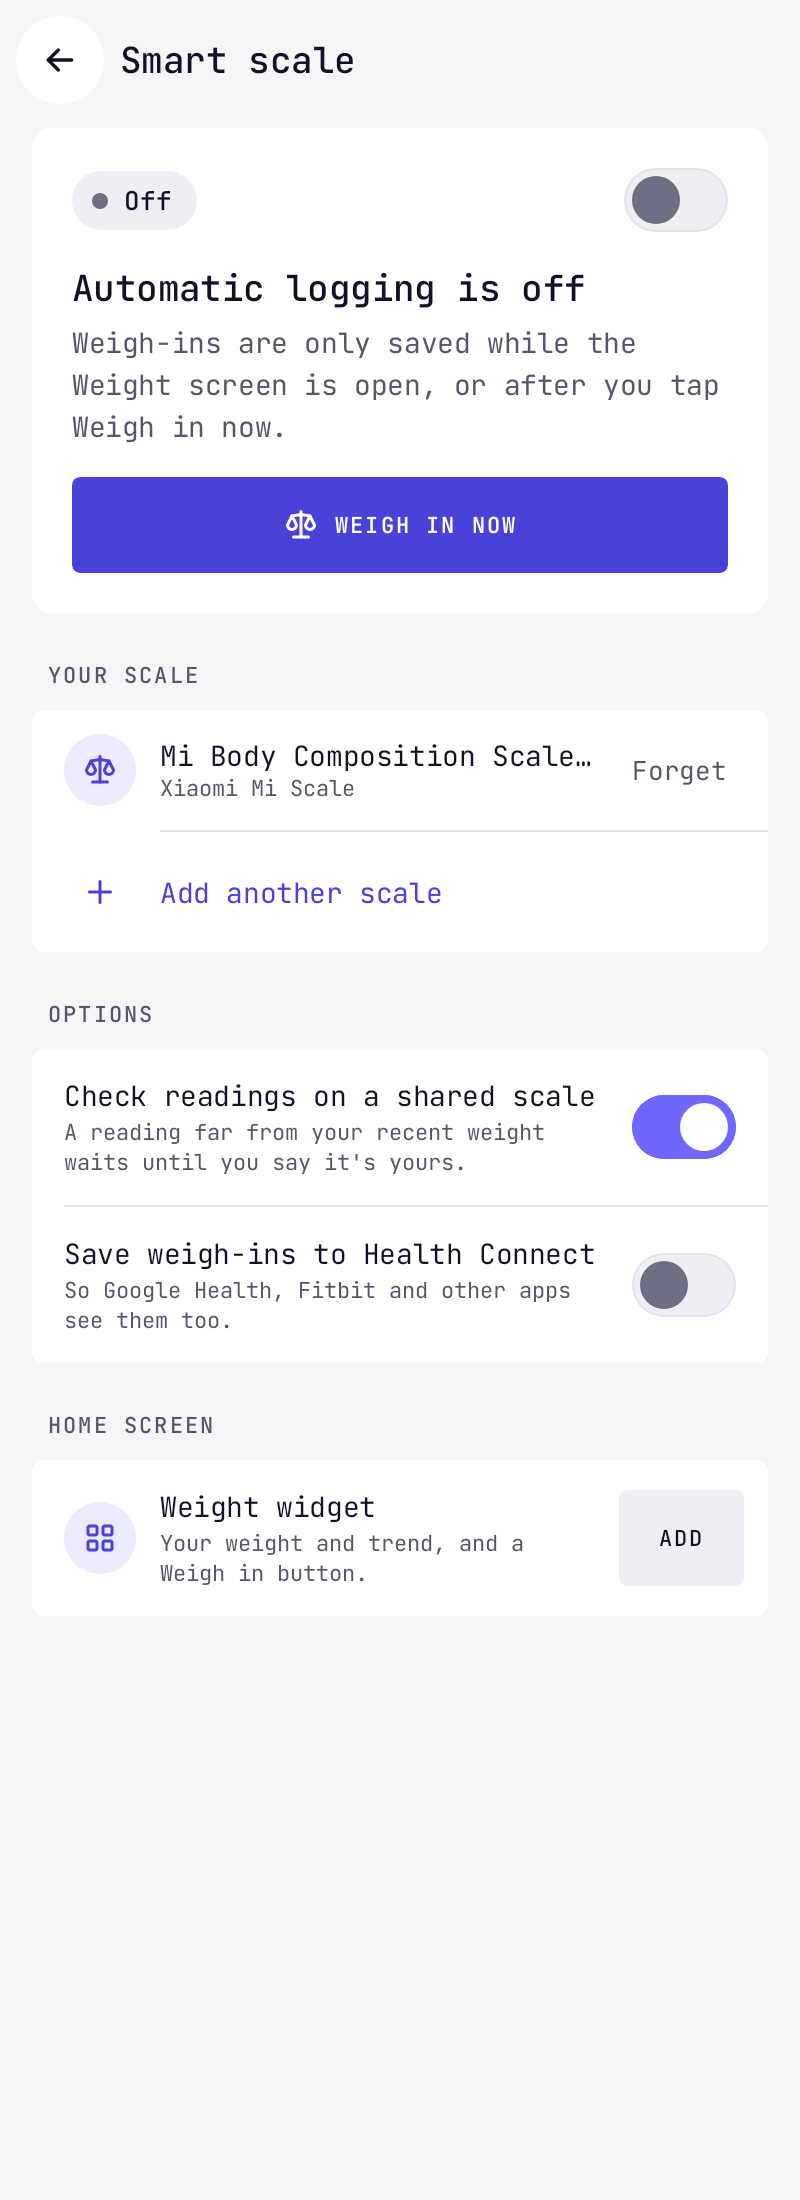 Smart scale
Off
Automatic logging is off
Weigh-ins are only saved while the
Weight screen is open, or after you tap
Weigh in now.
WEIGH IN NOW
YOUR SCALE
Mi Body Composition Scale…
Xiaomi Mi Scale
Forget
Add another scale
OPTIONS
Check readings on a shared scale
A reading far from your recent weight
waits until you say it's yours.
Save weigh-ins to Health Connect
So Google Health, Fitbit and other apps
see them too.
HOME SCREEN
Weight widget
Your weight and trend, and a
Weigh in button.
ADD